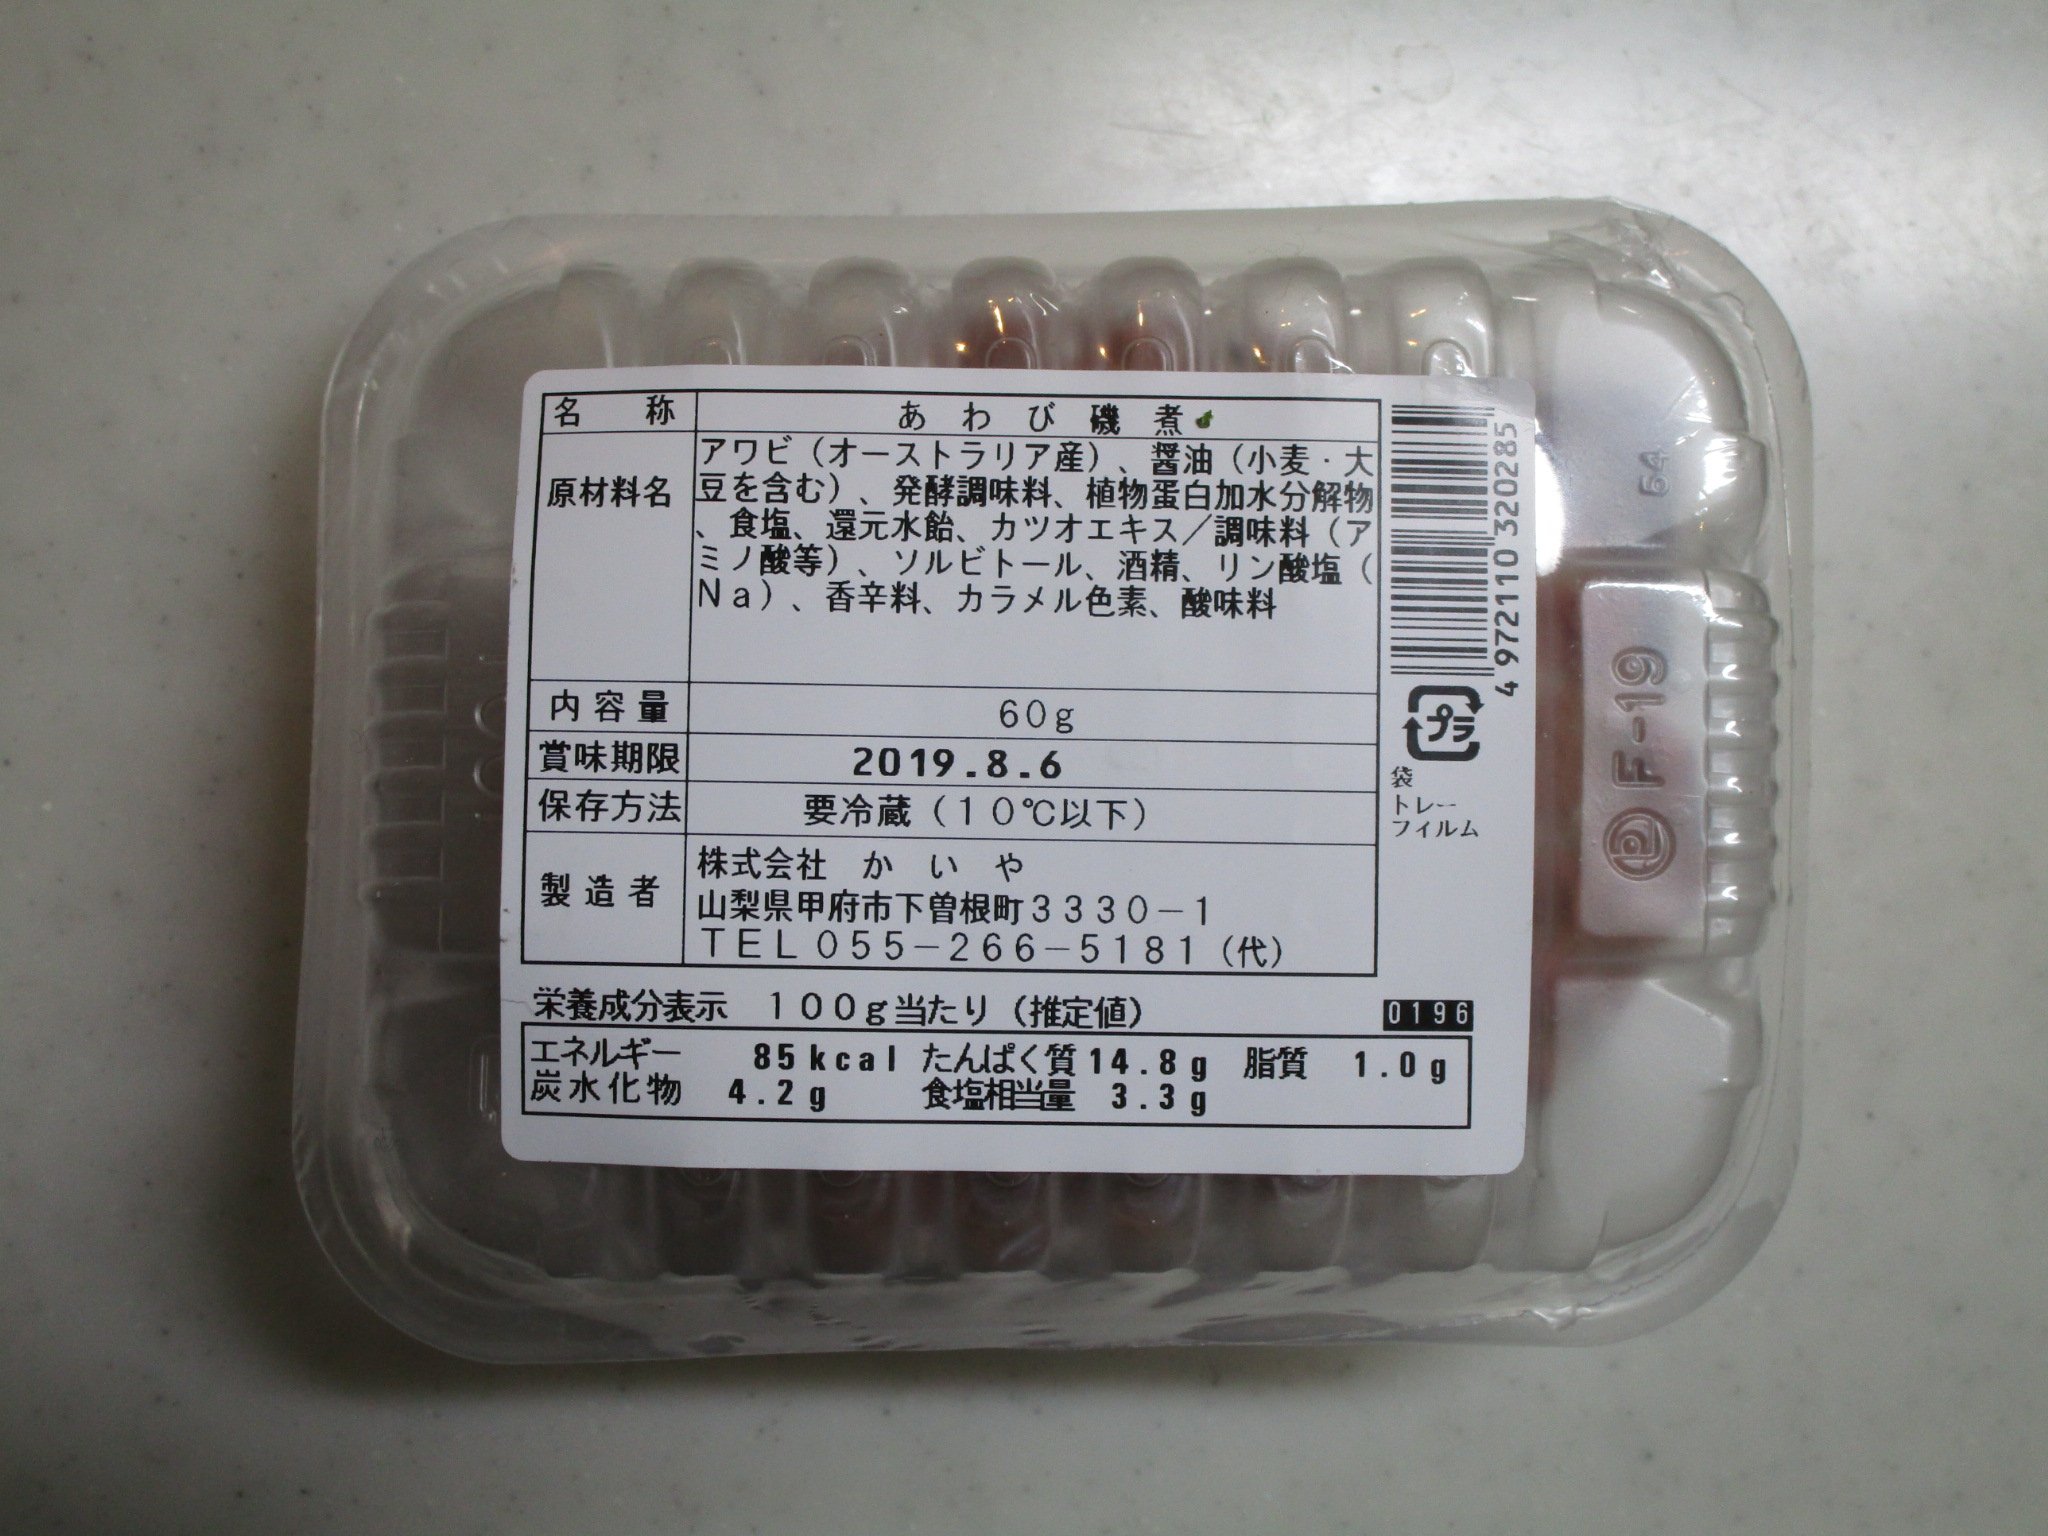 名 称 あわび磯煮
原材料名 アワビ（オーストラリア産）、醤油（小麦・大
豆を含む）、発酵調味料、植物蛋白加水分解物
、食塩、還元水飴、カツオエキス／調味料（ア
ミノ酸等）、ソルビトール、酒精、リン酸塩（
Ｎａ）、香辛料、カラメル色素、酸味料
内容量 60g
賞味期限 2019.8.6
保存方法 要冷蔵（１０℃以下）
製造者 株式会社 かいや
山梨県甲府市下曽根町３３３０－１
ＴＥＬ０５５－２６６－５１８１（代）
栄養成分表示 １００ｇ当たり（推定値）
0196
エネルギー 85kcal たんぱく質14.8g 脂質 1.0g
炭水化物 4.2g 食塩相当量 3.3g
4972110320285
プラ
袋
トレー
フィルム
F-19
64